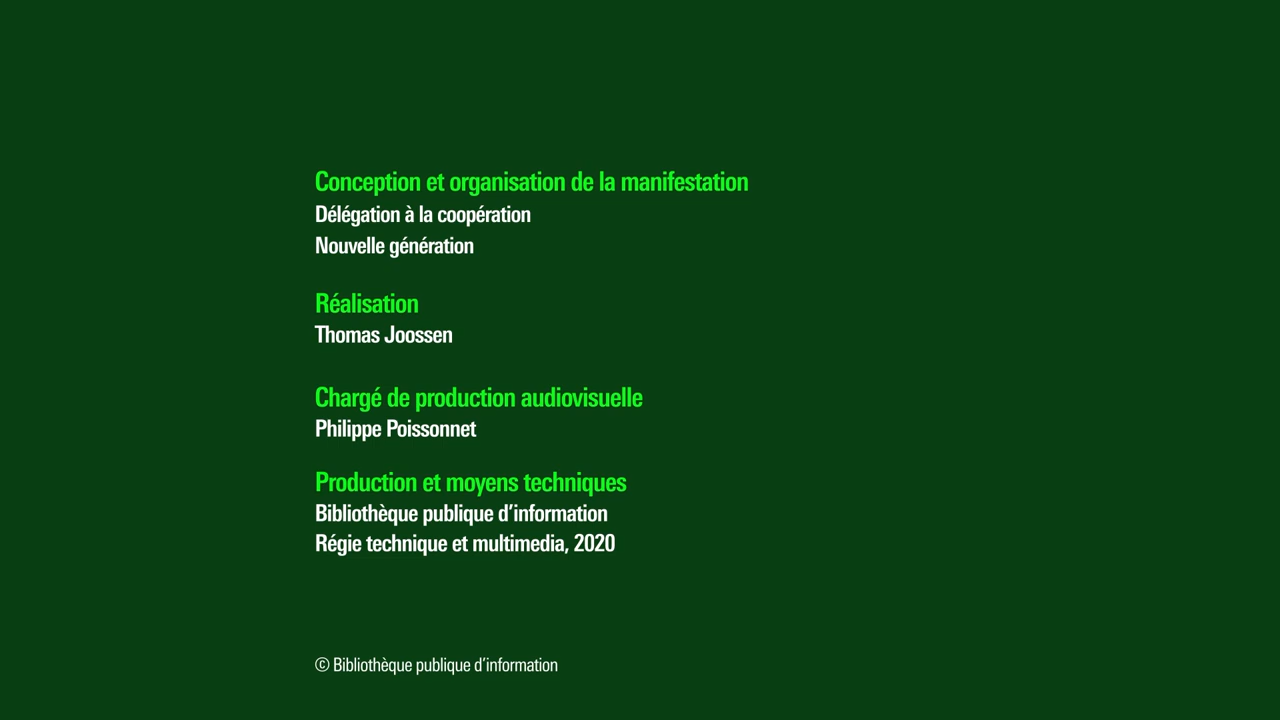 Conception et organisation de la manifestation
Délégation à la coopération
Nouvelle génération
Réalisation
Thomas Joossen
Chargé de production audiovisuelle
Philippe Poissonnet
Production et moyens techniques
Bibliothèque publique d’information
Régie technique et multimedia, 2020
© Bibliothèque publique d’information